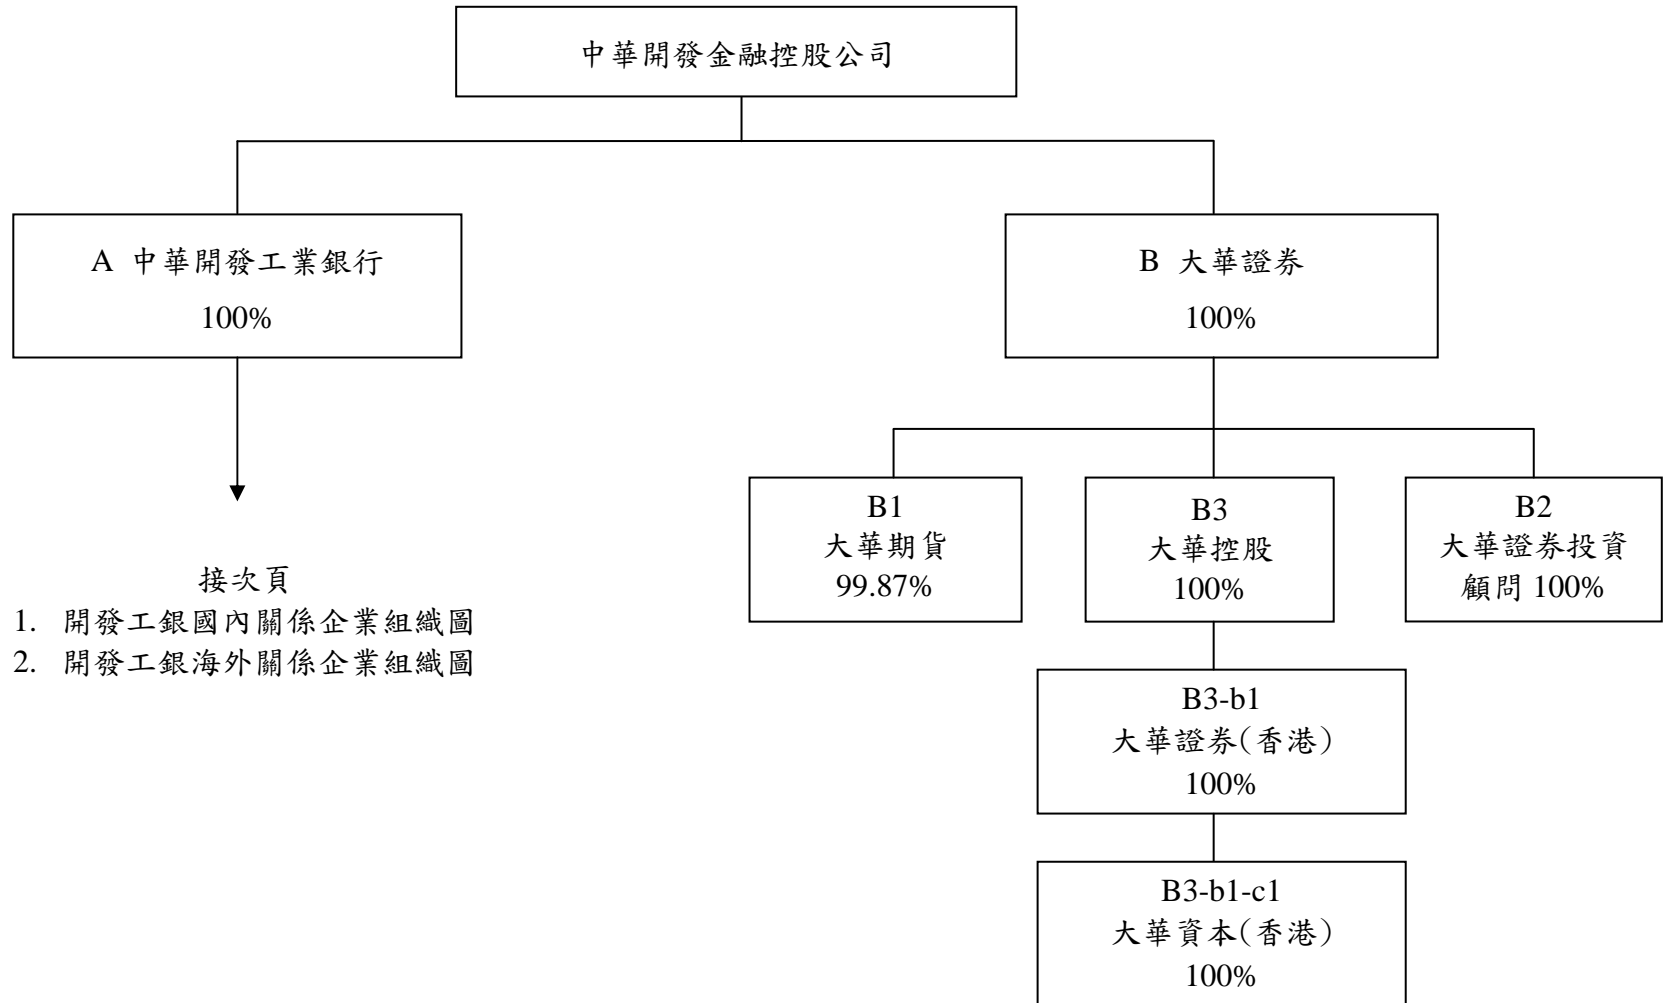 中華開發金融控股公司
A 中華開發工業銀行
100%
B 大華證券
100%
接次頁
1. 開發工銀國內關係企業組織圖
2. 開發工銀海外關係企業組織圖
B1
大華期貨
99.87%
B3
大華控股
100%
B2
大華證券投資
顧問 100%
B3-b1
大華證券(香港)
100%
B3-b1-c1
大華資本(香港)
100%